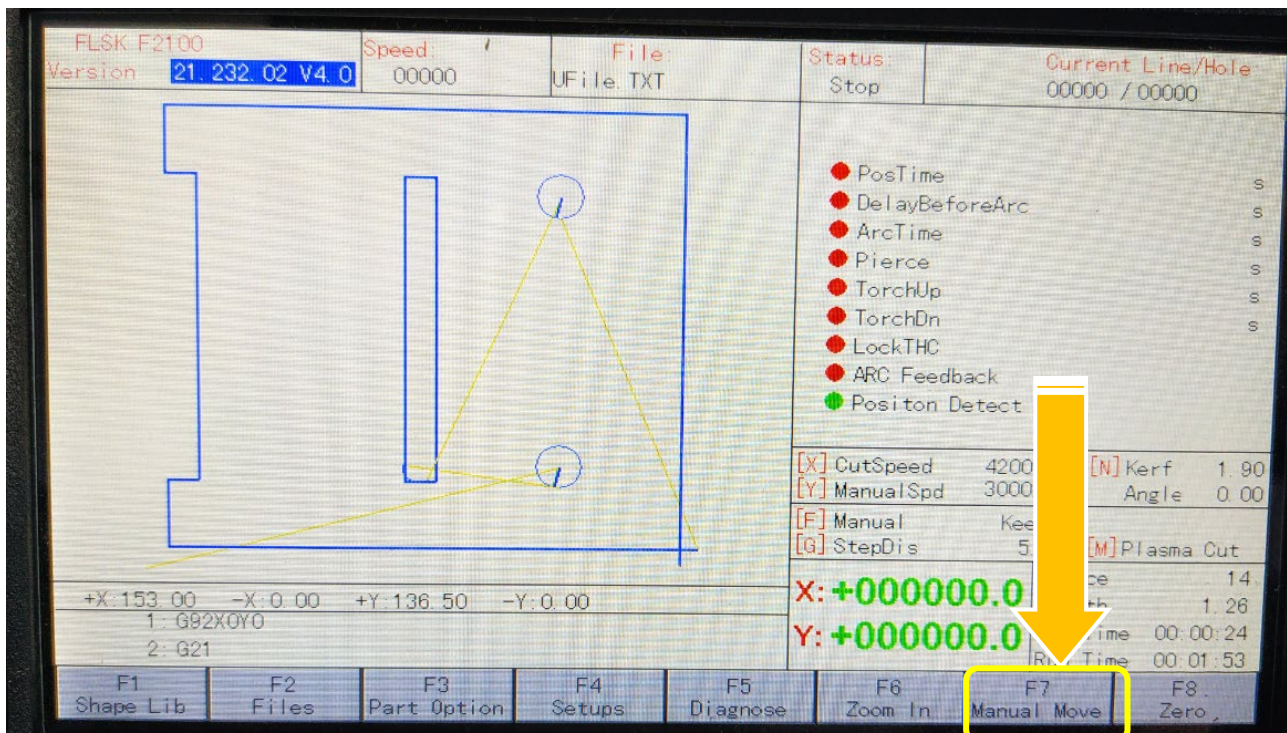 FLSK F2100
Version 21.232.02 V4.0
Speed:
00000
File:
UFile.TXT
Status:
Stop
Current Line/Hole
00000 /00000
PosTime s
DelayBeforeArc s
ArcTime s
Pierce s
TorchUp s
TorchDn s
LockTHC
ARC Feedback
Positon Detect
[X] CutSpeed 4200 [N] Kerf 1.90
[Y] ManualSpd 3000 Angle 0.00
[F] Manual
[G] StepDis 5. [M] Plasma Cut
X: +000000.0 14
1.26
Y: +000000.0 00:00:24
Time 00:01:53
+X:153.00 -X:0.00 +Y:136.50 -Y:0.00
1: G92X0Y0
2: G21
F1 F2 F3 F4 F5 F6 F7 F8
Shape Lib Files Part Option Setups Diagnose Zoom In Manual Move Zero